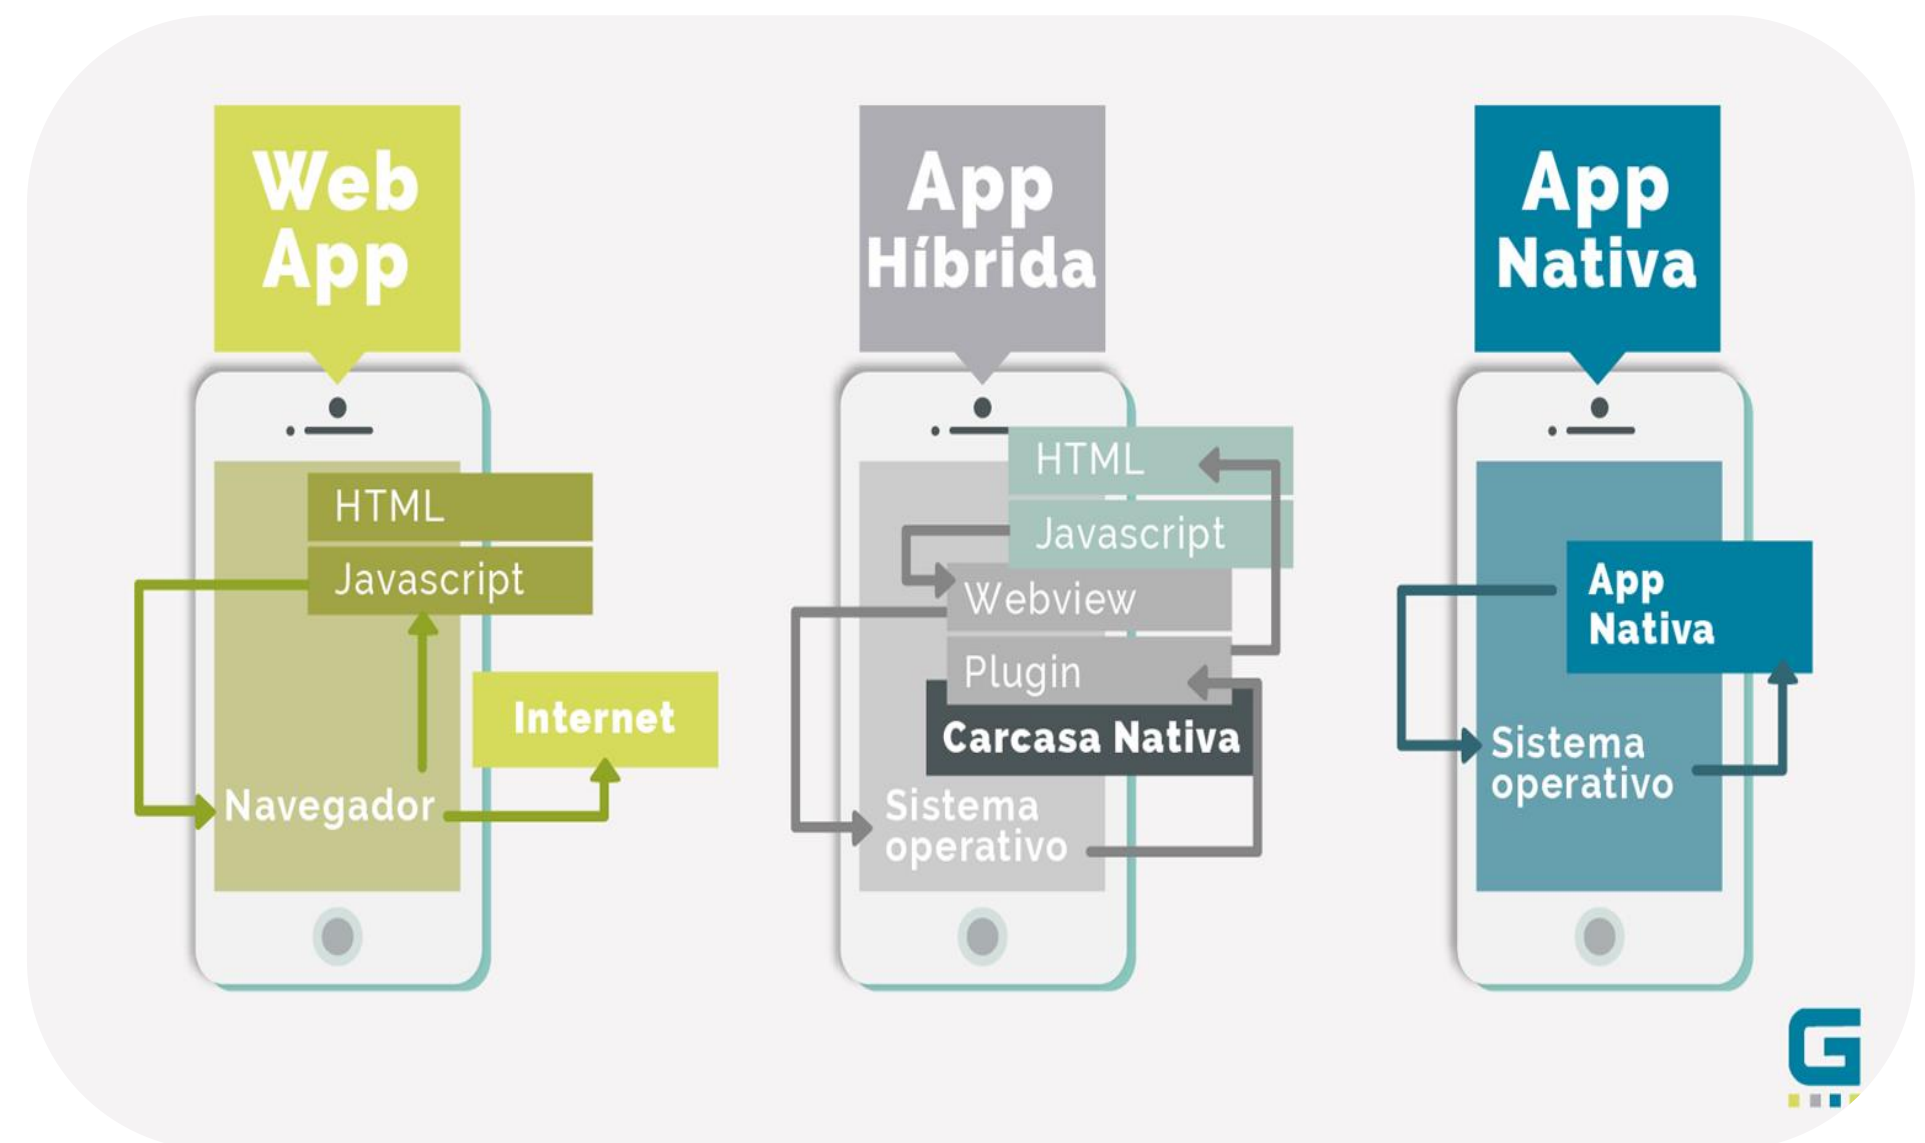 Web
App
HTML
Javascript
Internet
Navegador
App
Híbrida
HTML
Javascript
Webview
Plugin
Carcasa Nativa
Sistema
operativo
App
Nativa
App
Nativa
Sistema
operativo
G